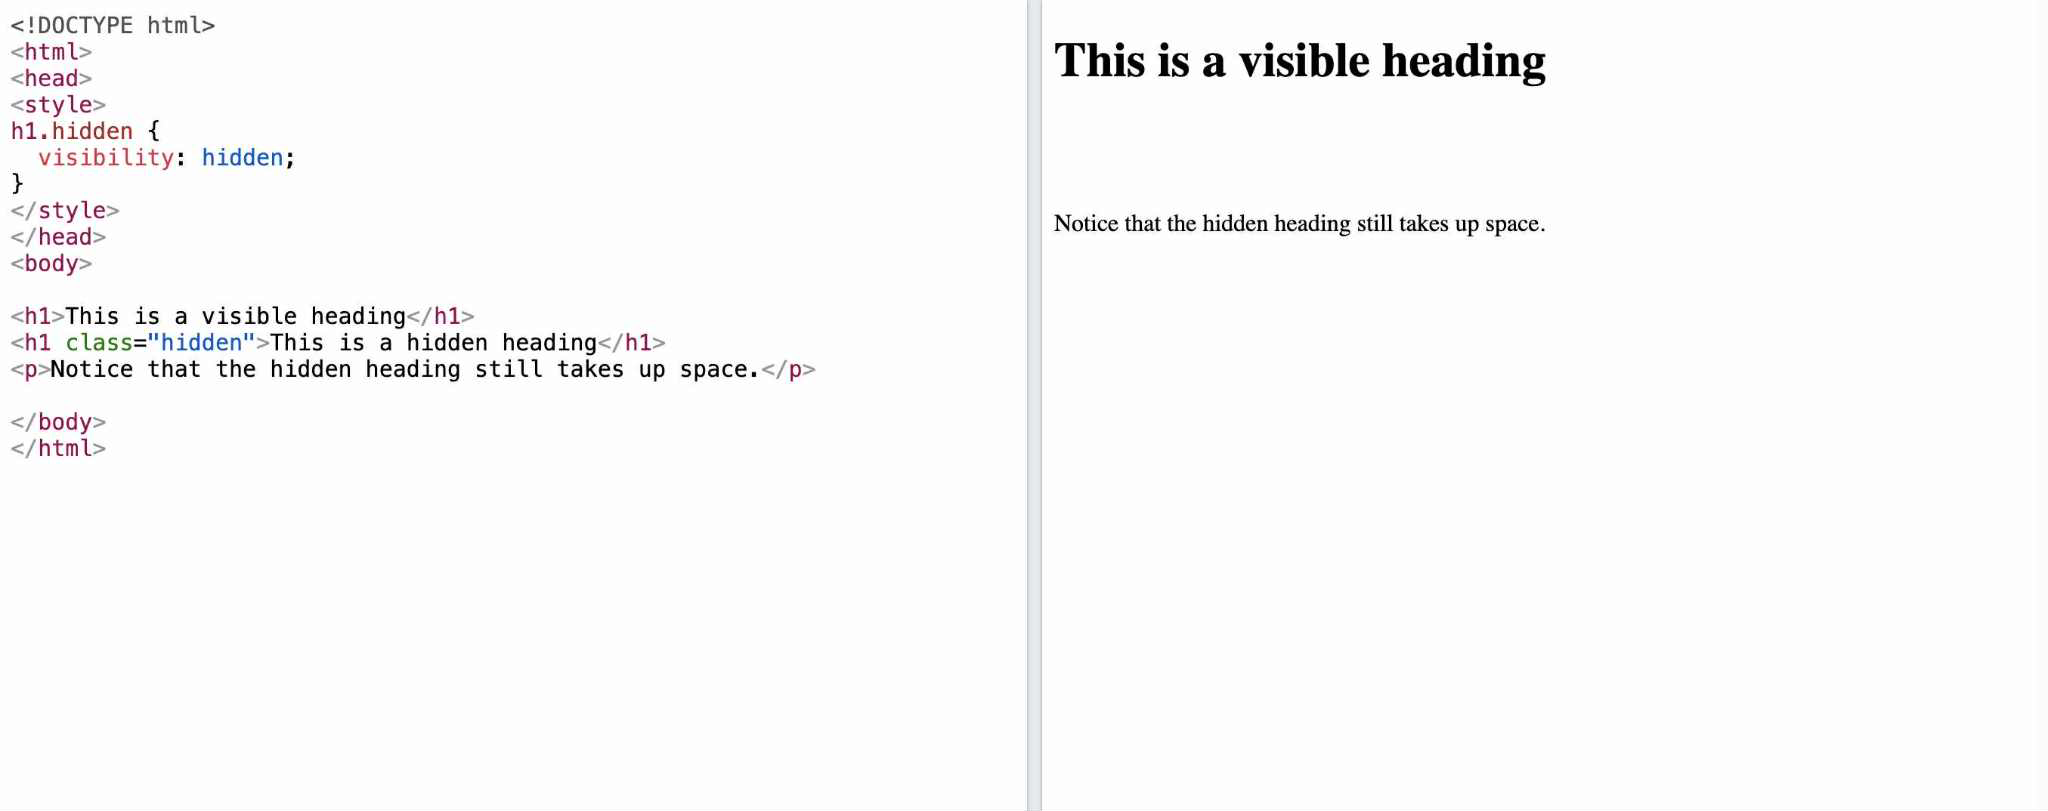 <!DOCTYPE html>
<html>
<head>
<style>
h1.hidden {
  visibility: hidden;
}
</style>
</head>
<body>

<h1>This is a visible heading</h1>
<h1 class="hidden">This is a hidden heading</h1>
<p>Notice that the hidden heading still takes up space.</p>

</body>
</html>
This is a visible heading
Notice that the hidden heading still takes up space.